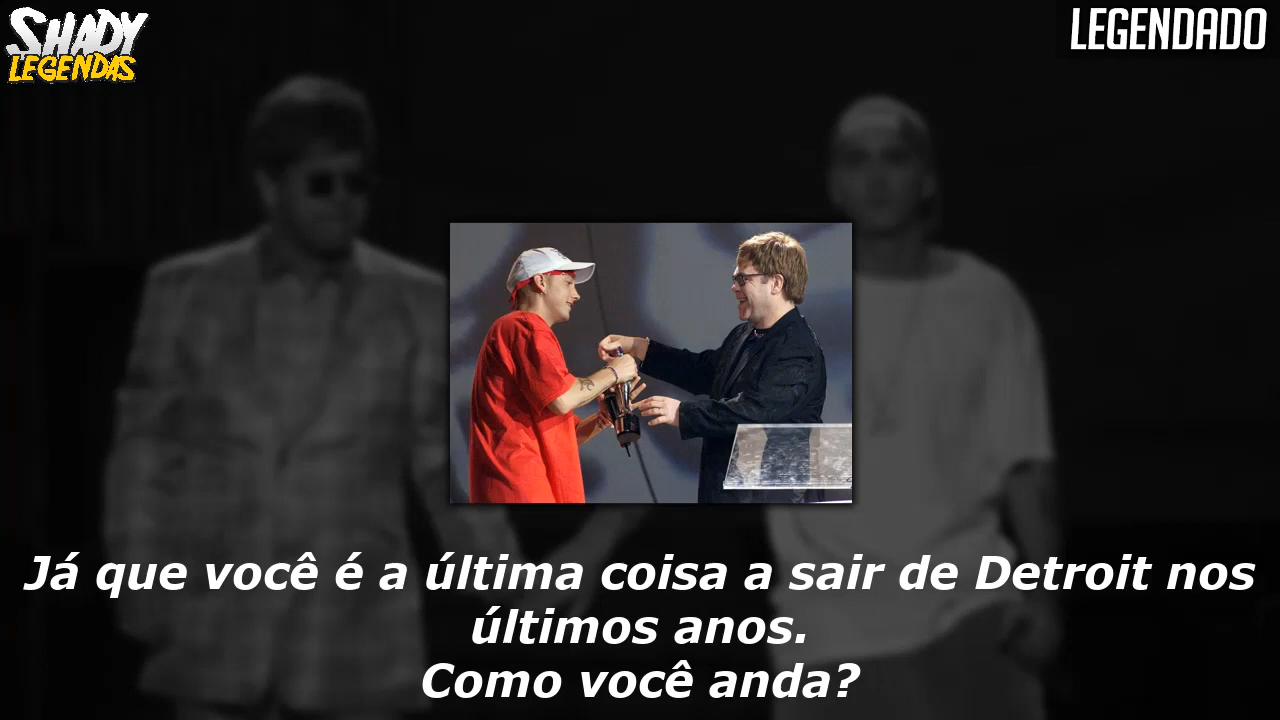 SHADY
LEGENDAS
LEGENDADO
Já que você é a última coisa a sair de Detroit nos
últimos anos.
Como você anda?